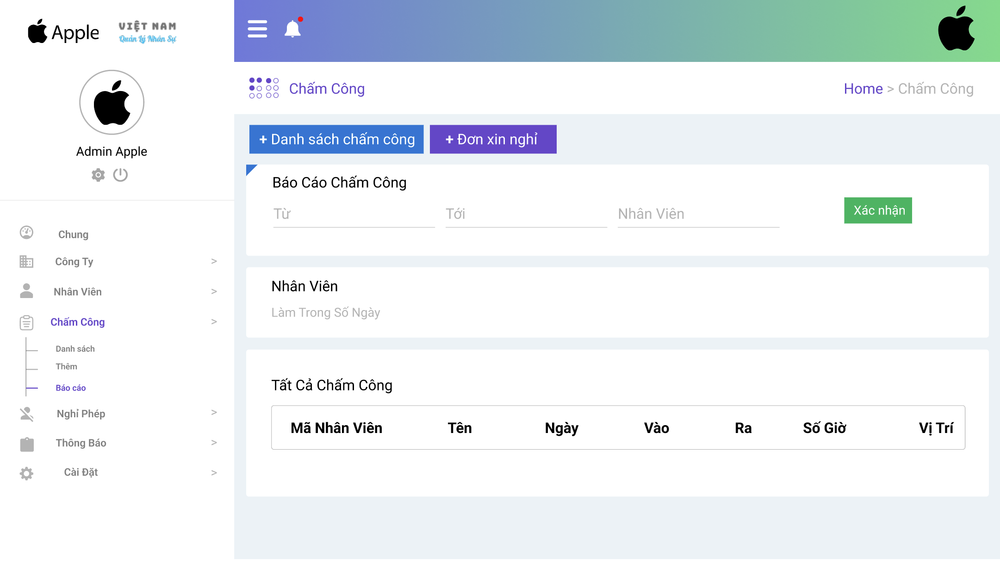 Apple
VIỆT NAM
Quản Lý Nhân Sự
Admin Apple
Chung
Công Ty >
Nhân Viên >
Chấm Công >
Danh sách
Thêm
Báo cáo
Nghỉ Phép >
Thông Báo >
Cài Đặt >
Chấm Công
Home > Chấm Công
+ Danh sách chấm công
+ Đơn xin nghỉ
Báo Cáo Chấm Công
Từ
Tới
Nhân Viên
Xác nhận
Nhân Viên
Làm Trong Số Ngày
Tất Cả Chấm Công
Mã Nhân Viên Tên Ngày Vào Ra Số Giờ Vị Trí